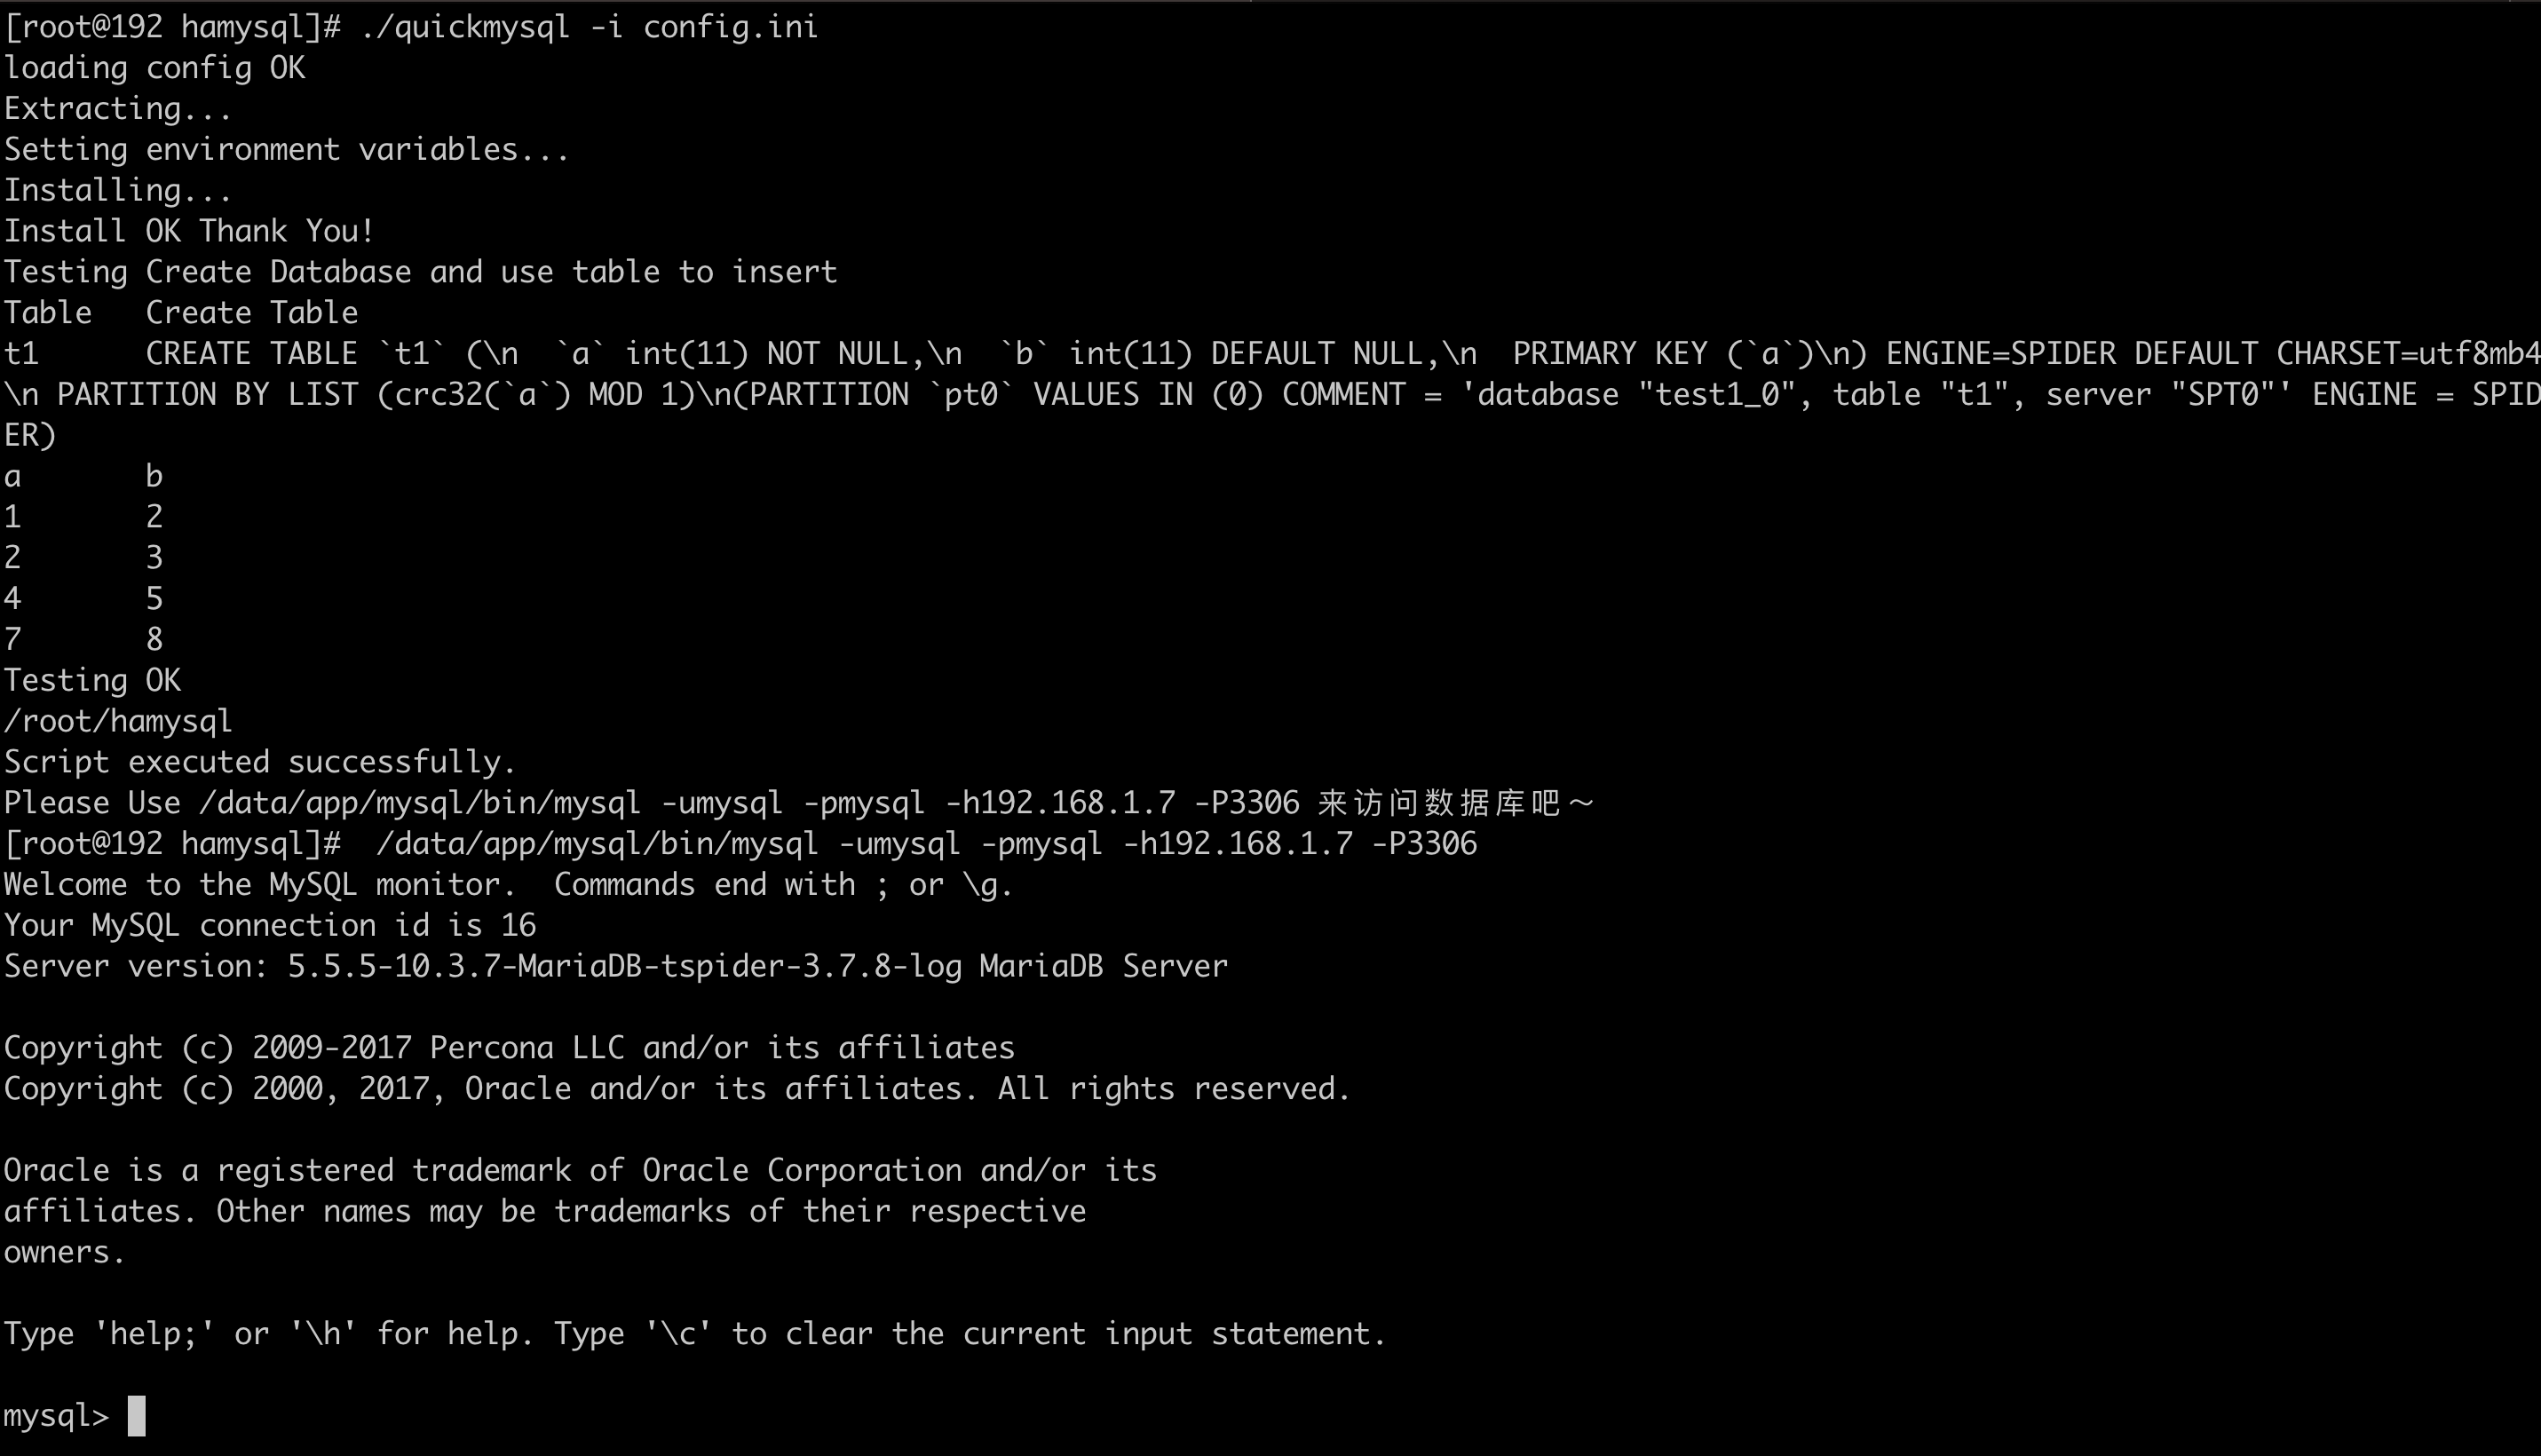 [root@192 hamysql]# ./quickmysql -i config.ini
loading config OK
Extracting...
Setting environment variables...
Installing...
Install OK Thank You!
Testing Create Database and use table to insert
Table   Create Table
t1      CREATE TABLE `t1` (\n  `a` int(11) NOT NULL,\n  `b` int(11) DEFAULT NULL,\n  PRIMARY KEY (`a`)\n) ENGINE=SPIDER DEFAULT CHARSET=utf8mb4
\n PARTITION BY LIST (crc32(`a`) MOD 1)\n(PARTITION `pt0` VALUES IN (0) COMMENT = 'database "test1_0", table "t1", server "SPT0"' ENGINE = SPID
ER)
a       b
1       2
2       3
4       5
7       8
Testing OK
/root/hamysql
Script executed successfully.
Please Use /data/app/mysql/bin/mysql -umysql -pmysql -h192.168.1.7 -P3306 来访问数据库吧～
[root@192 hamysql]#  /data/app/mysql/bin/mysql -umysql -pmysql -h192.168.1.7 -P3306
Welcome to the MySQL monitor.  Commands end with ; or \g.
Your MySQL connection id is 16
Server version: 5.5.5-10.3.7-MariaDB-tspider-3.7.8-log MariaDB Server
Copyright (c) 2009-2017 Percona LLC and/or its affiliates
Copyright (c) 2000, 2017, Oracle and/or its affiliates. All rights reserved.
Oracle is a registered trademark of Oracle Corporation and/or its
affiliates. Other names may be trademarks of their respective
owners.
Type 'help;' or '\h' for help. Type '\c' to clear the current input statement.
mysql>